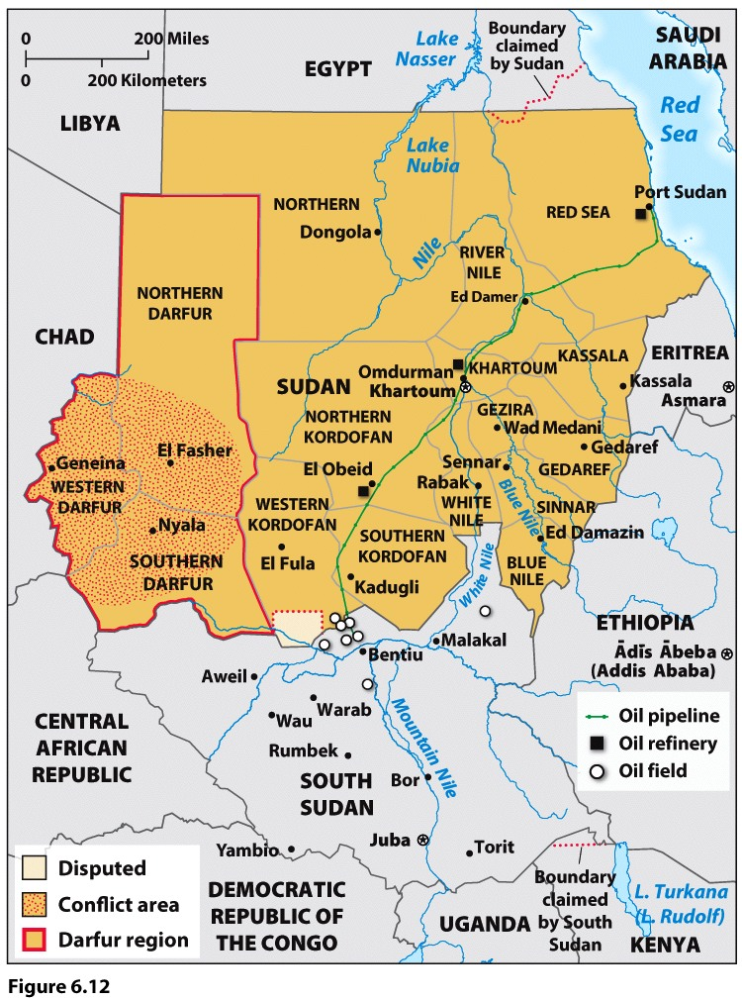 0 200 Miles
0 200 Kilometers
Lake
Nasser
Boundary
claimed
by Sudan
SAUDI
ARABIA
EGYPT
LIBYA
Red
Sea
Lake
Nubia
Port Sudan
NORTHERN
Dongola
RED SEA
Nile
RIVER
NILE
NORTHERN
DARFUR
Ed Damer
CHAD
KASSALA
ERITREA
Omdurman
KHARTOUM
Khartoum
Kassala
Asmara
SUDAN
NORTHERN
KORDOFAN
GEZIRA
Wad Medani
El Fasher
Gedaref
Geneina
WESTERN
DARFUR
El Obeid
Sennar
GEDAREF
Rabak
Blue Nile
WESTERN
KORDOFAN
WHITE
NILE
SINNAR
Nyala
Ed Damazin
SOUTHERN
DARFUR
El Fula
SOUTHERN
KORDOFAN
BLUE
NILE
Kadugli
White Nile
ETHIOPIA
Ādīs Ābeba
(Addis Ababa)
Malakal
Bentiu
Aweil
Warab
Wau
Mountain Nile
CENTRAL
AFRICAN
REPUBLIC
Rumbek
SOUTH
SUDAN
Bor
Oil pipeline
Oil refinery
Oil field
Juba
Torit
Yambio
Disputed
Conflict area
Darfur region
DEMOCRATIC
REPUBLIC OF
THE CONGO
UGANDA
Boundary
claimed
by South
Sudan
L. Turkana
(L. Rudolf)
KENYA
Figure 6.12